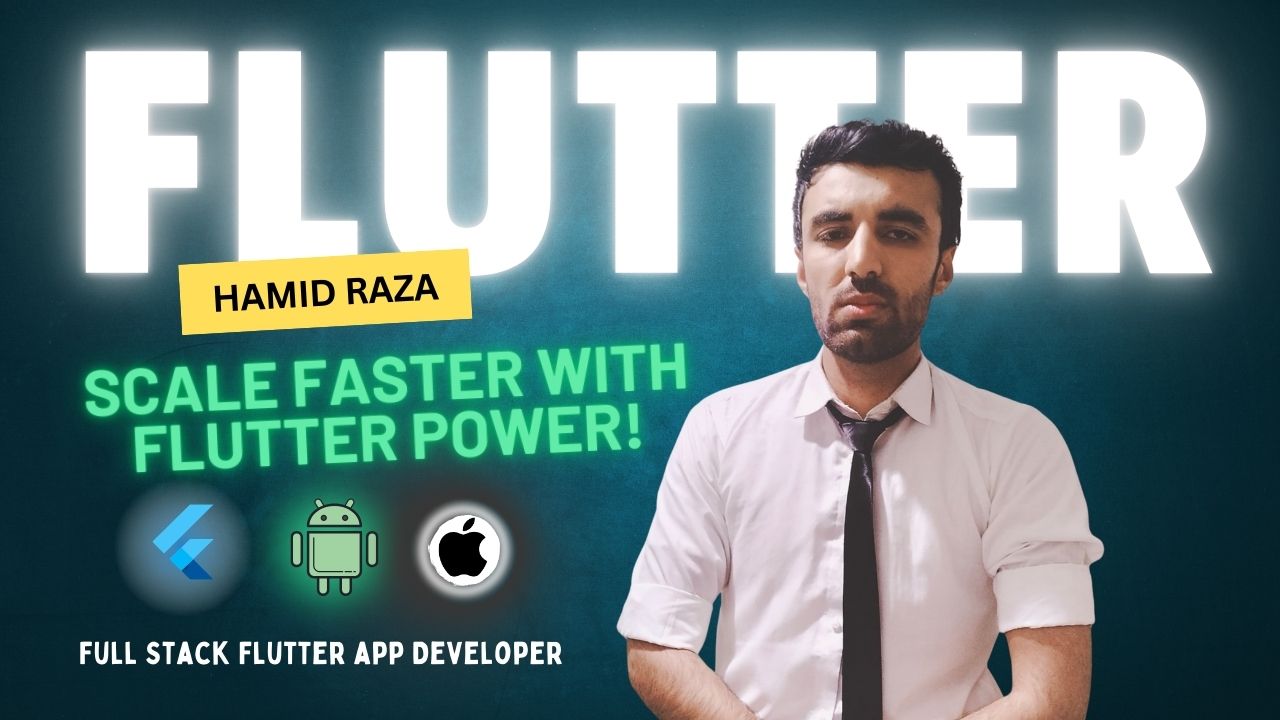 FLUTTER
HAMID RAZA
SCALE FASTER WITH
FLUTTER POWER!
FULL STACK FLUTTER APP DEVELOPER